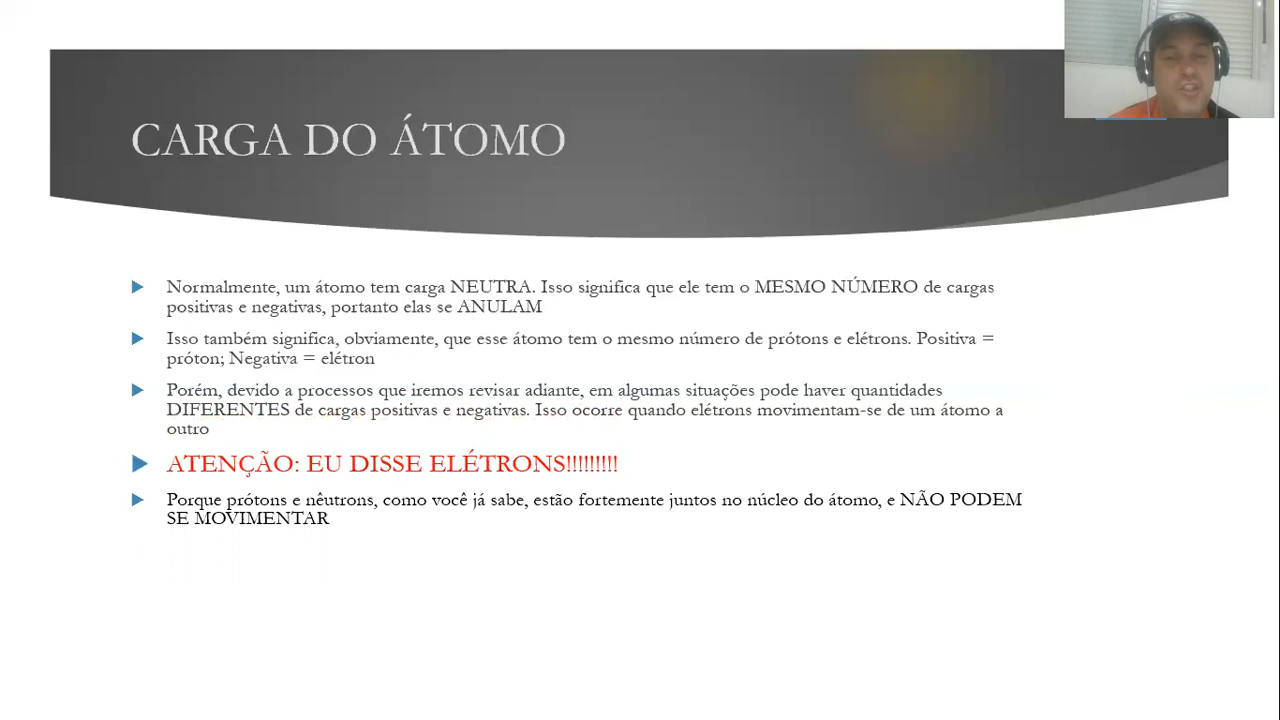 CARGA DO ÁTOMO
Normalmente, um átomo tem carga NEUTRA. Isso significa que ele tem o MESMO NÚMERO de cargas
positivas e negativas, portanto elas se ANULAM
Isso também significa, obviamente, que esse átomo tem o mesmo número de prótons e elétrons. Positiva =
próton; Negativa = elétron
Porém, devido a processos que iremos revisar adiante, em algumas situações pode haver quantidades
DIFERENTES de cargas positivas e negativas. Isso ocorre quando elétrons movimentam-se de um átomo a
outro
ATENÇÃO: EU DISSE ELÉTRONS!!!!!!!!!
Porque prótons e nêutrons, como você já sabe, estão fortemente juntos no núcleo do átomo, e NÃO PODEM
SE MOVIMENTAR